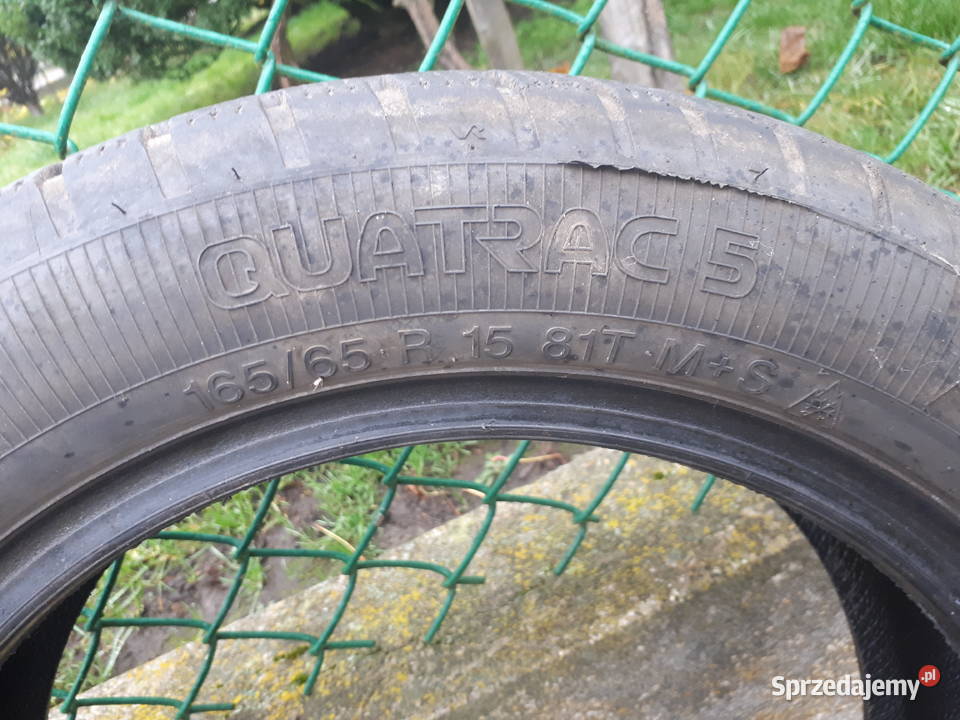 QUATRAC 5
165/65 R 15 81T M+S
Sprzedajemy.pl